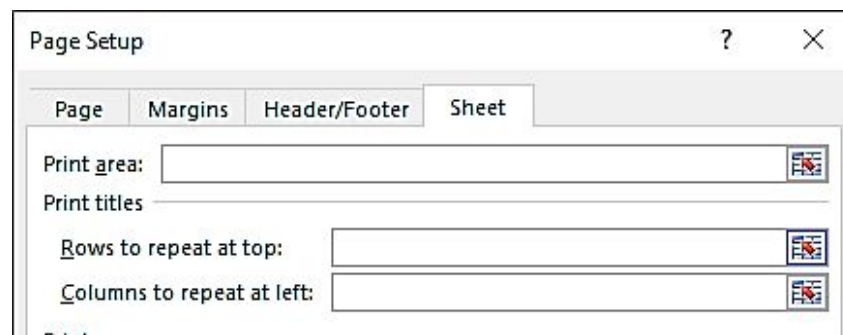 Page Setup ? ×
Page Margins Header/Footer Sheet
Print area:
Print titles
Rows to repeat at top:
Columns to repeat at left: